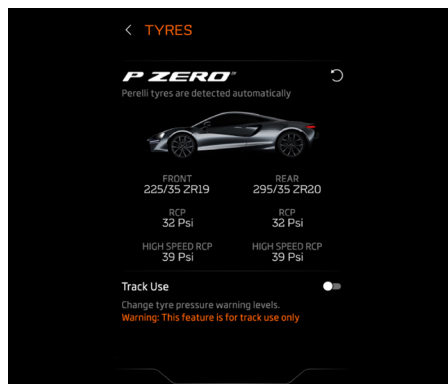 TYRES
P ZERO™
Perelli tyres are detected automatically
FRONT REAR
225/35 ZR19 295/35 ZR20
RCP RCP
32 Psi 32 Psi
HIGH SPEED RCP HIGH SPEED RCP
39 Psi 39 Psi
Track Use
Change tyre pressure warning levels.
Warning: This feature is for track use only